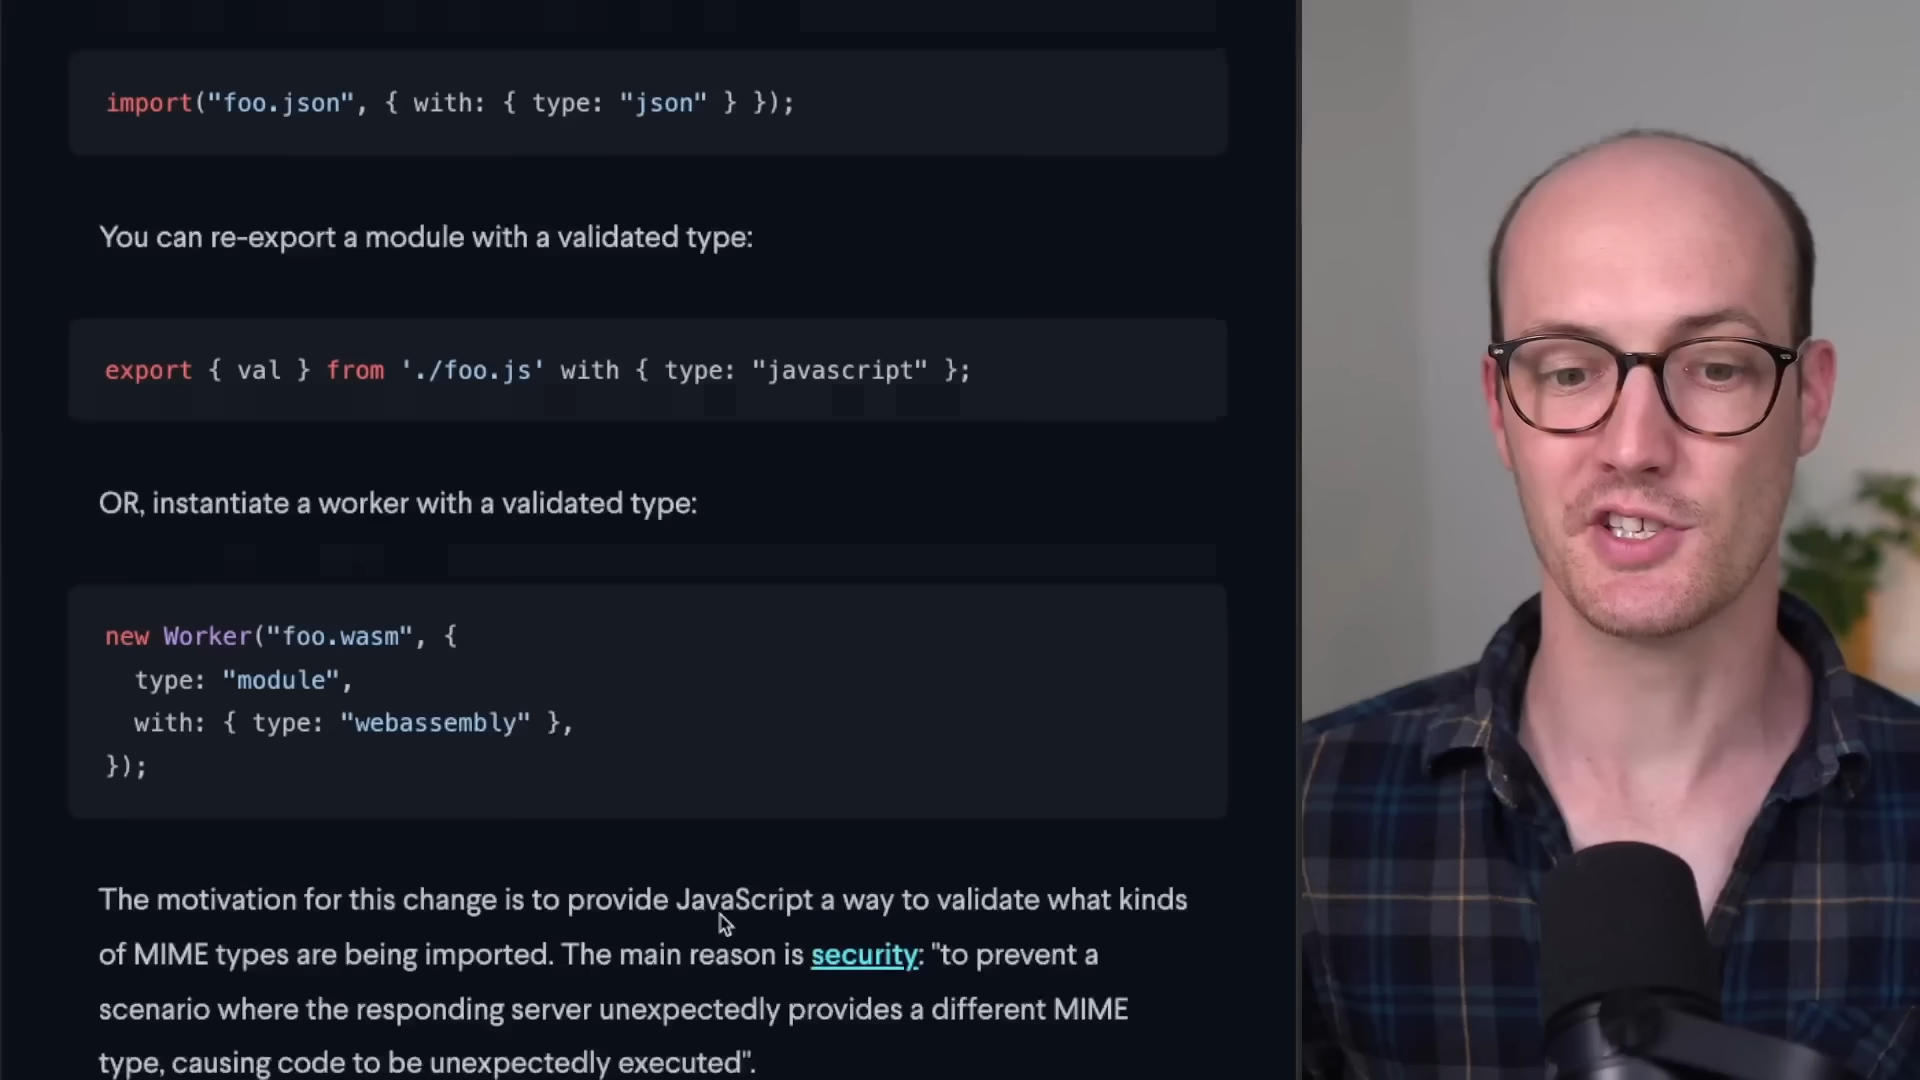 import("foo.json", { with: { type: "json" } });
You can re-export a module with a validated type:
export { val } from './foo.js' with { type: "javascript" };
OR, instantiate a worker with a validated type:
new Worker("foo.wasm", {
  type: "module",
  with: { type: "webassembly" },
});
The motivation for this change is to provide JavaScript a way to validate what kinds
of MIME types are being imported. The main reason is security: "to prevent a
scenario where the responding server unexpectedly provides a different MIME
type, causing code to be unexpectedly executed".